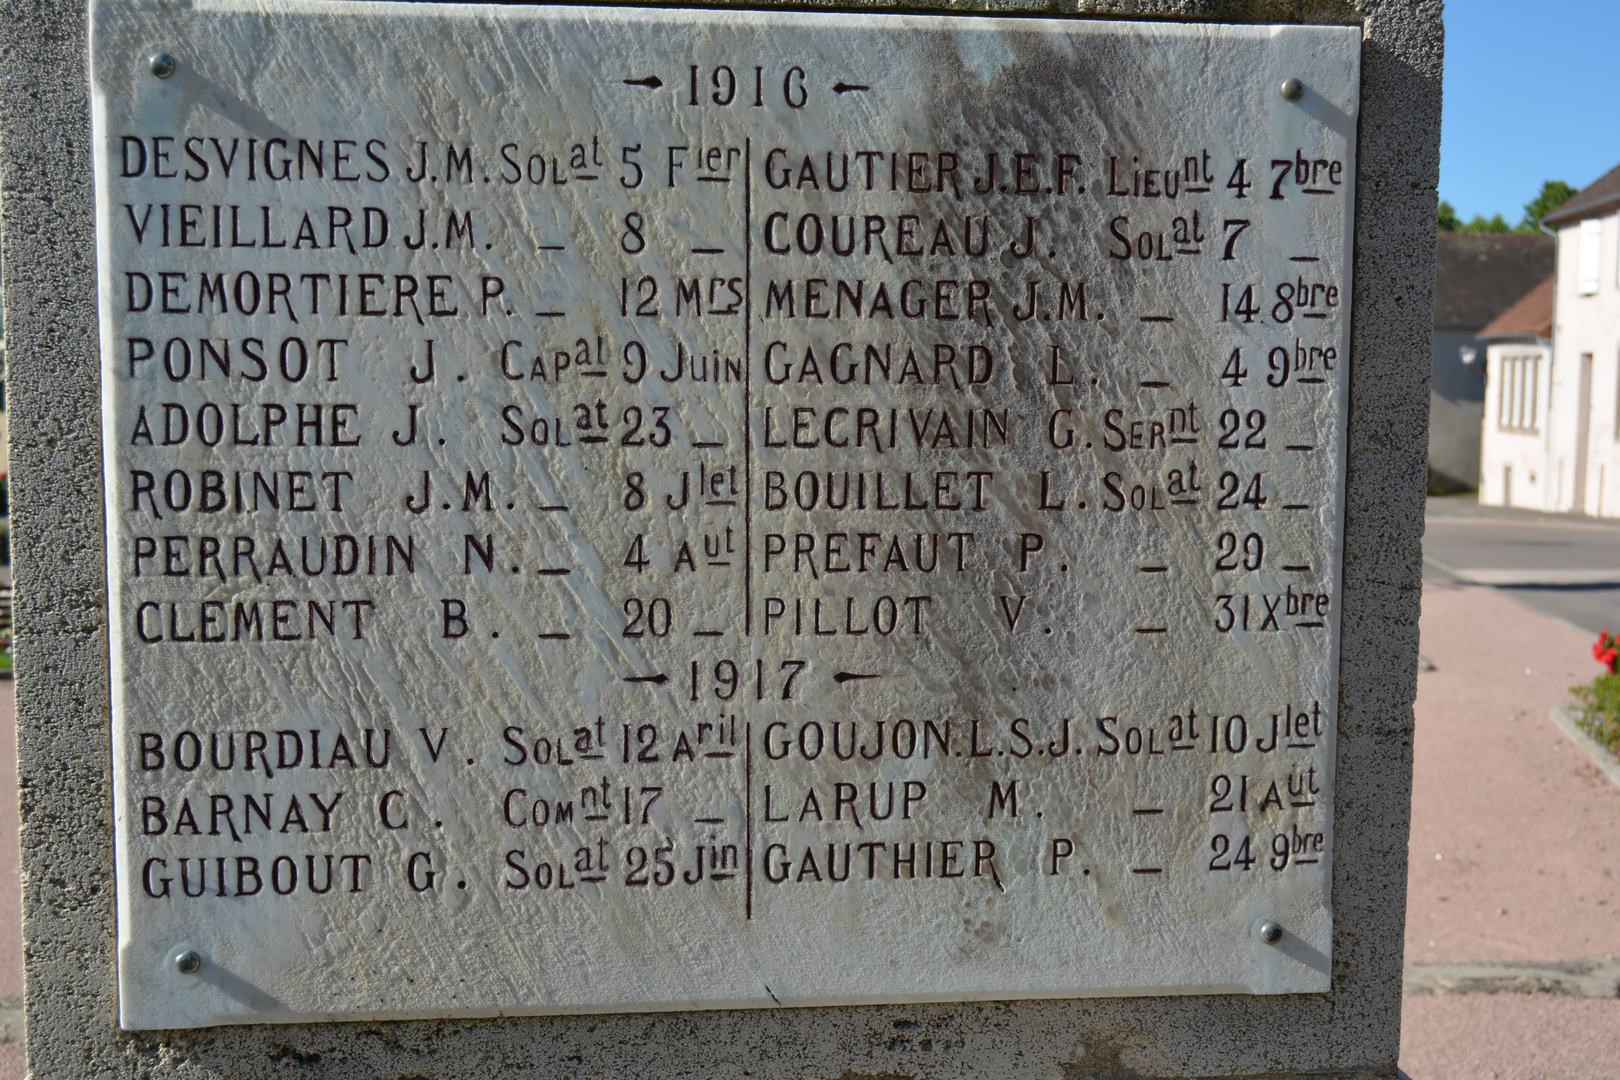 1916
DESVIGNES J.M. Solat 5 Fier
VIEILLARD J.M. _ 8 _
DEMORTIERE P. _ 12 Mrs
PONSOT J. Capal 9 Juin
ADOLPHE J. Solat 23 _
ROBINET J.M. _ 8 Jlet
PERRAUDIN N. _ 4 Aut
CLEMENT B. _ 20 _
GAUTIER J.E.F. Lieunt 4 7bre
COUREAU J. Solat 7 _
MENAGER J.M. _ 14 8bre
GAGNARD L. _ 4 9bre
LECRIVAIN G. Sernt 22 _
BOUILLET L. Solat 24 _
PREFAUT P. _ 29 _
PILLOT V. _ 31 Xbre
1917
BOURDIAU V. Solat 12 Aril
BARNAY C. Comnt 17 _
GUIBOUT G. Solat 25 Jin
GOUJON. L.S.J. Solat 10 Jlet
LARUP M. _ 21 Aût
GAUTHIER P. _ 24 9bre